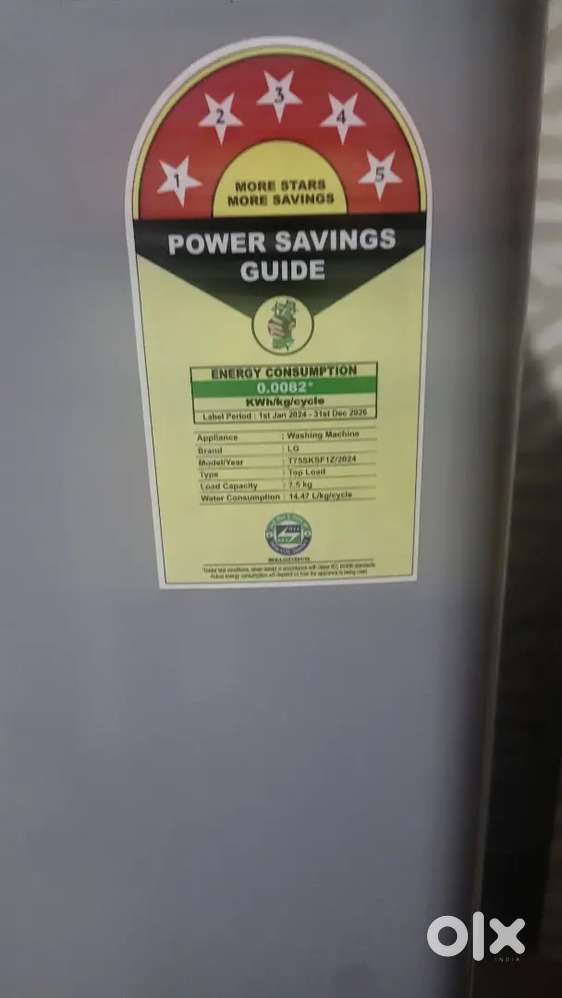 1 2 3 4 5
MORE STARS
MORE SAVINGS
POWER SAVINGS
GUIDE
ENERGY CONSUMPTION
0.0082*
KWh/kg/cycle
Label Period : 1st Jan 2024 - 31st Dec 2026
Appliance : Washing Machine
Brand : LG
Model/Year : T75SKSF1Z/2024
Type : Top Load
Load Capacity : 7.5 kg
Water Consumption : 14.47 L/kg/cycle
olx
INDIA